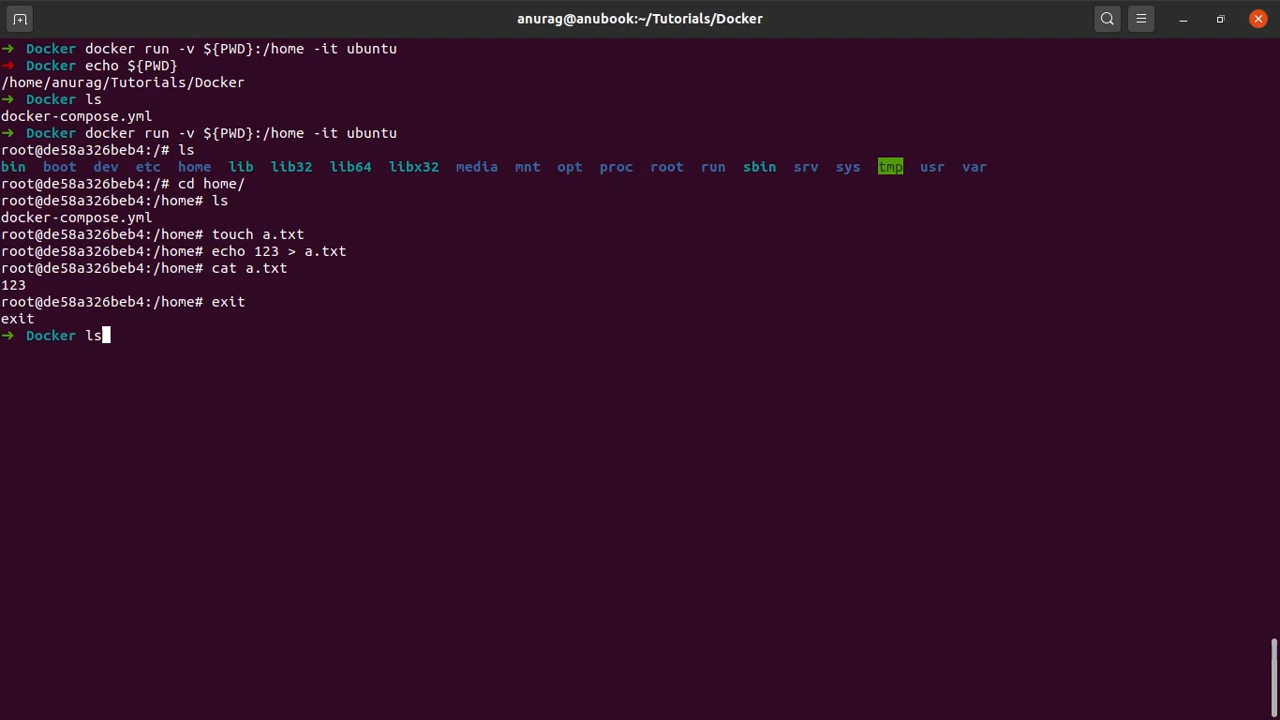 anurag@anubook:~/Tutorials/Docker
➜  Docker docker run -v ${PWD}:/home -it ubuntu
➜  Docker echo ${PWD}
/home/anurag/Tutorials/Docker
➜  Docker ls
docker-compose.yml
➜  Docker docker run -v ${PWD}:/home -it ubuntu
root@de58a326beb4:/# ls
bin  boot  dev  etc  home  lib  lib32  lib64  libx32  media  mnt  opt  proc  root  run  sbin  srv  sys  tmp  usr  var
root@de58a326beb4:/# cd home/
root@de58a326beb4:/home# ls
docker-compose.yml
root@de58a326beb4:/home# touch a.txt
root@de58a326beb4:/home# echo 123 > a.txt
root@de58a326beb4:/home# cat a.txt
123
root@de58a326beb4:/home# exit
exit
➜  Docker ls